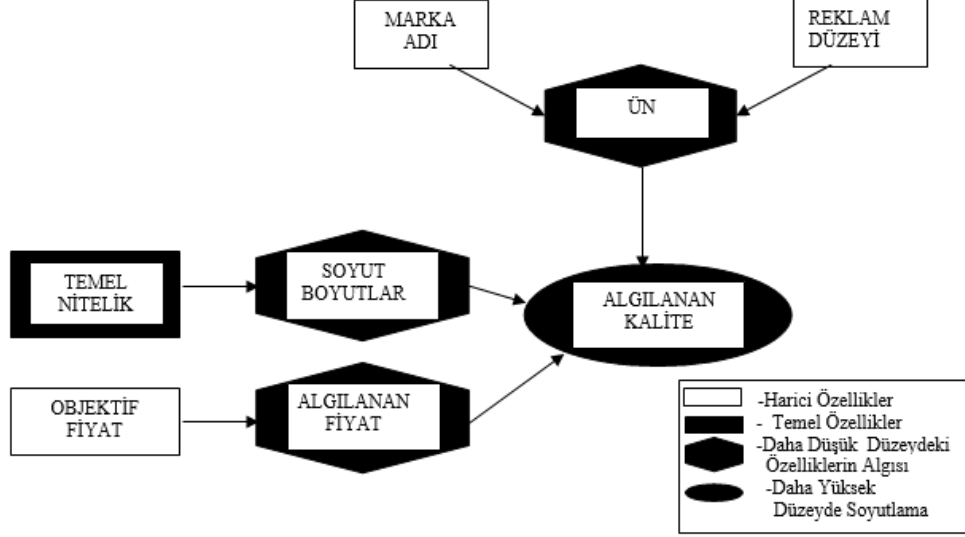 MARKA
ADI
REKLAM
DÜZEYİ
ÜN
TEMEL
NİTELİK
SOYUT
BOYUTLAR
ALGILANAN
KALİTE
OBJEKTİF
FİYAT
ALGILANAN
FİYAT
-Harici Özellikler
- Temel Özellikler
-Daha Düşük Düzeydeki
Özelliklerin Algısı
-Daha Yüksek
Düzeyde Soyutlama